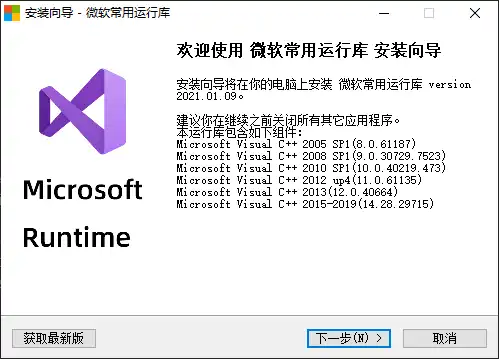 安装向导 - 微软常用运行库
欢迎使用 微软常用运行库 安装向导
安装向导将在你的电脑上安装 微软常用运行库 version
2021.01.09。
建议你在继续之前关闭所有其它应用程序。
本运行库包含如下组件:
Microsoft Visual C++ 2005 SP1(8.0.61187)
Microsoft Visual C++ 2008 SP1(9.0.30729.7523)
Microsoft Visual C++ 2010 SP1(10.0.40219.473)
Microsoft Visual C++ 2012 up4(11.0.61135)
Microsoft Visual C++ 2013(12.0.40664)
Microsoft Visual C++ 2015-2019(14.28.29715)
Microsoft
Runtime
获取最新版
下一步(N) >
取消